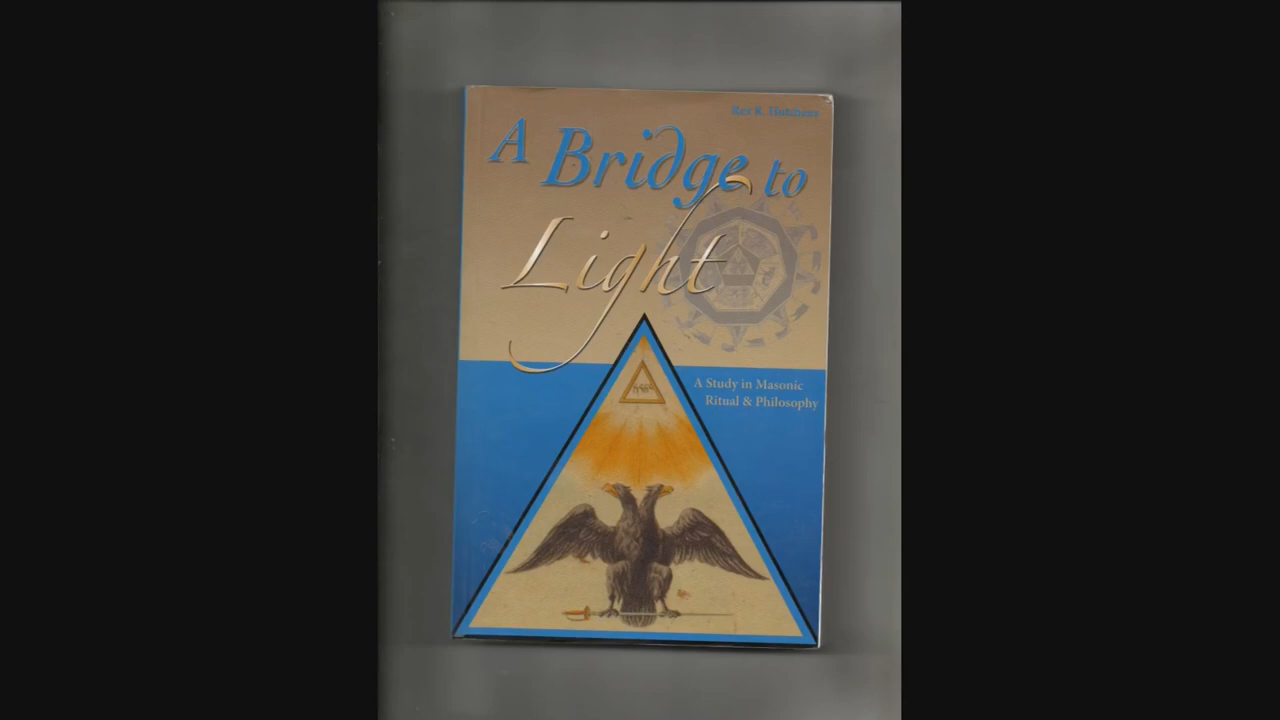 Rex R. Hutchens
A Bridge to
Light
A Study in Masonic
Ritual & Philosophy